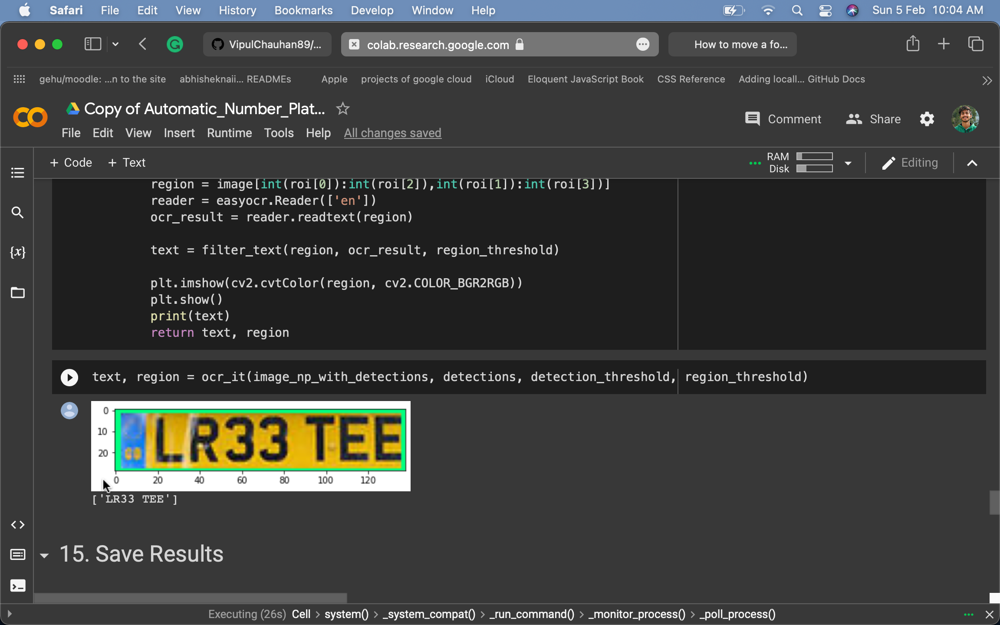 Safari File Edit View History Bookmarks Develop Window Help Sun 5 Feb 10:04 AM
VipulChauhan89/... colab.research.google.com How to move a fo...
gehu/moodle: ...n to the site abhisheknaii... READMEs Apple projects of google cloud iCloud Eloquent JavaScript Book CSS Reference Adding locall... GitHub Docs
Copy of Automatic_Number_Plat...
Comment Share
File Edit View Insert Runtime Tools Help All changes saved
+ Code + Text RAM Disk Editing
region = image[int(roi[0]):int(roi[2]),int(roi[1]):int(roi[3])]
reader = easyocr.Reader(['en'])
ocr_result = reader.readtext(region)
text = filter_text(region, ocr_result, region_threshold)
plt.imshow(cv2.cvtColor(region, cv2.COLOR_BGR2RGB))
plt.show()
print(text)
return text, region
{x}
text, region = ocr_it(image_np_with_detections, detections, detection_threshold, region_threshold)
0
10
20
LR33 TEE
0 20 40 60 80 100 120
['LR33 TEE']
15. Save Results
Executing (26s) Cell > system() > _system_compat() > _run_command() > _monitor_process() > _poll_process()